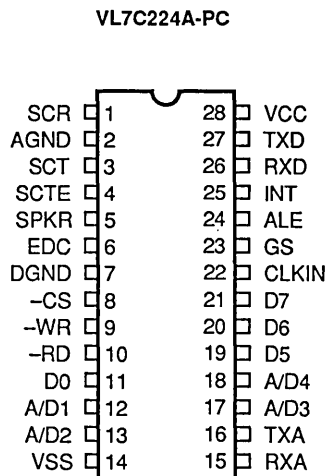 VL7C224A-PC
SCR 1 28 VCC
AGND 2 27 TXD
SCT 3 26 RXD
SCTE 4 25 INT
SPKR 5 24 ALE
EDC 6 23 GS
DGND 7 22 CLKIN
–CS 8 21 D7
–WR 9 20 D6
–RD 10 19 D5
D0 11 18 A/D4
A/D1 12 17 A/D3
A/D2 13 16 TXA
VSS 14 15 RXA